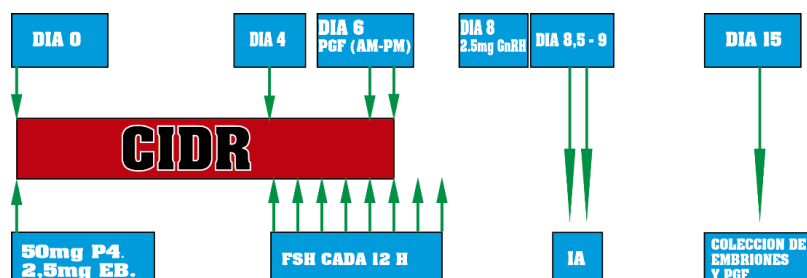 DIA 0
DIA 4
DIA 6
PGF (AM-PM)
DIA 8
2.5mg GnRH
DIA 8,5 - 9
DIA 15
CIDR
50mg P4.
2,5mg EB.
FSH CADA 12 H
IA
COLECCION DE
EMBRIONES
Y PGF